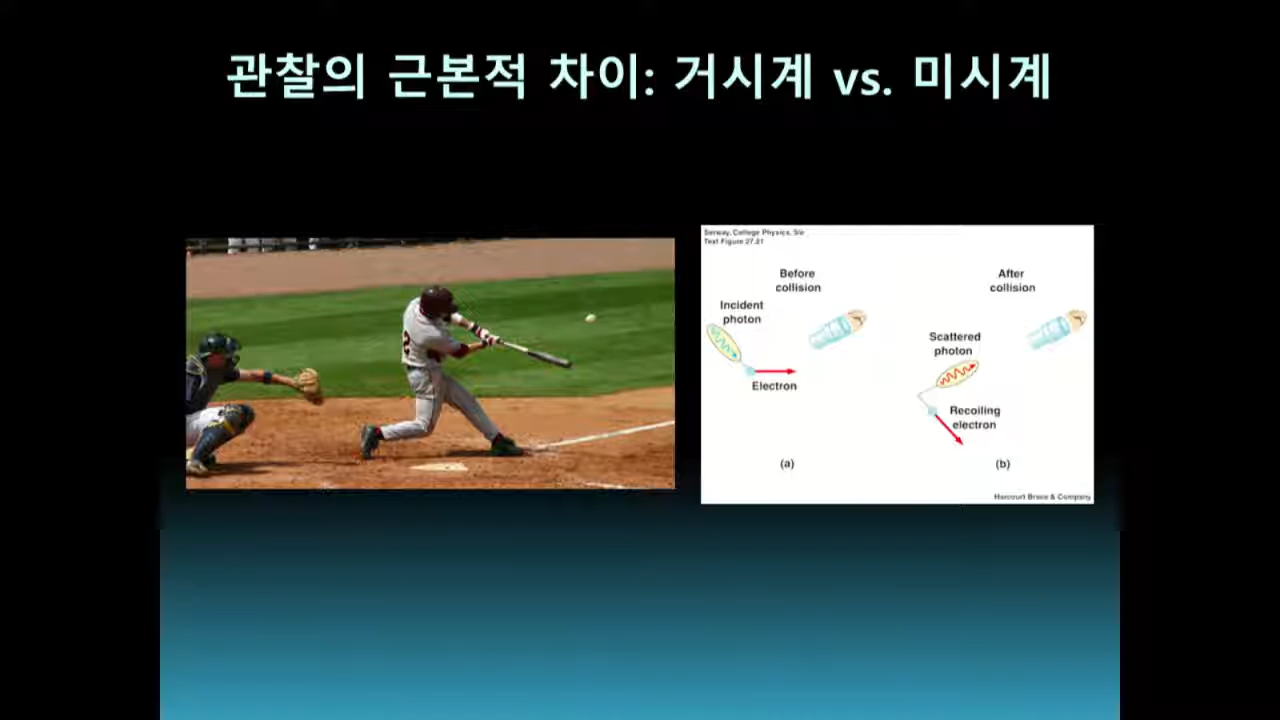 관찰의 근본적 차이: 거시계 vs. 미시계
Serway, College Physics, 5/e
Text Figure 27.21
Before
collision
After
collision
Incident
photon
Scattered
photon
Electron
Recoiling
electron
(a)
(b)
Harcourt Brace & Company
2